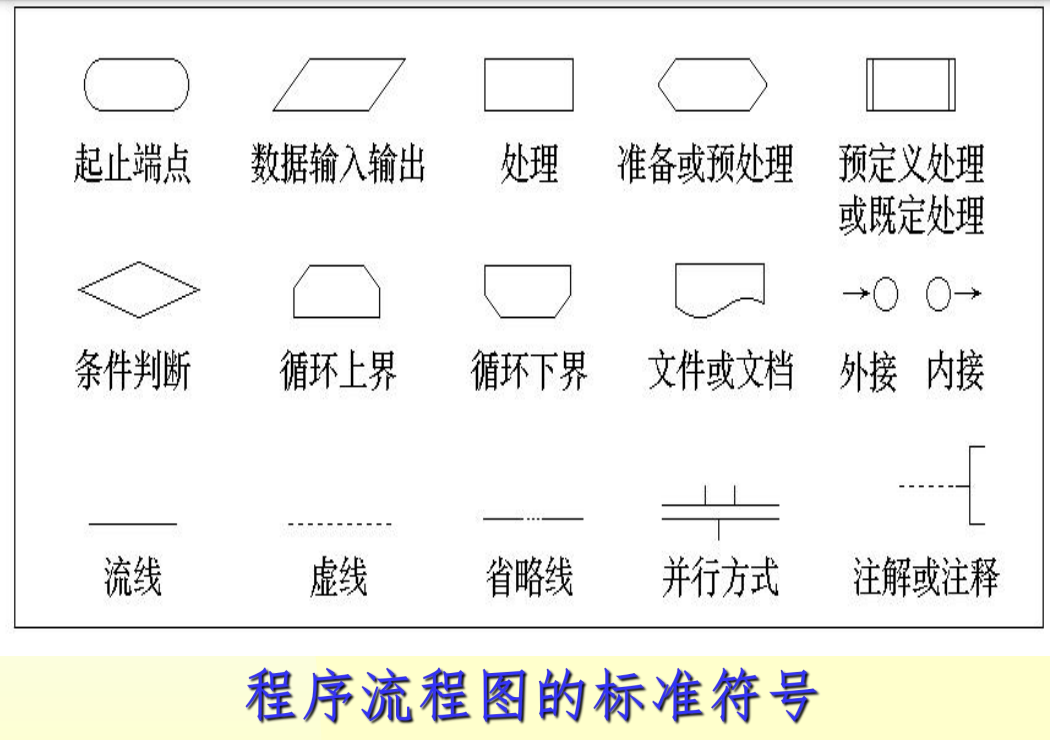 起止端点 数据输入输出 处理 准备或预处理 预定义处理
或既定处理
条件判断 循环上界 循环下界 文件或文档 外接 内接
流线 虚线 省略线 并行方式 注解或注释
程序流程图的标准符号